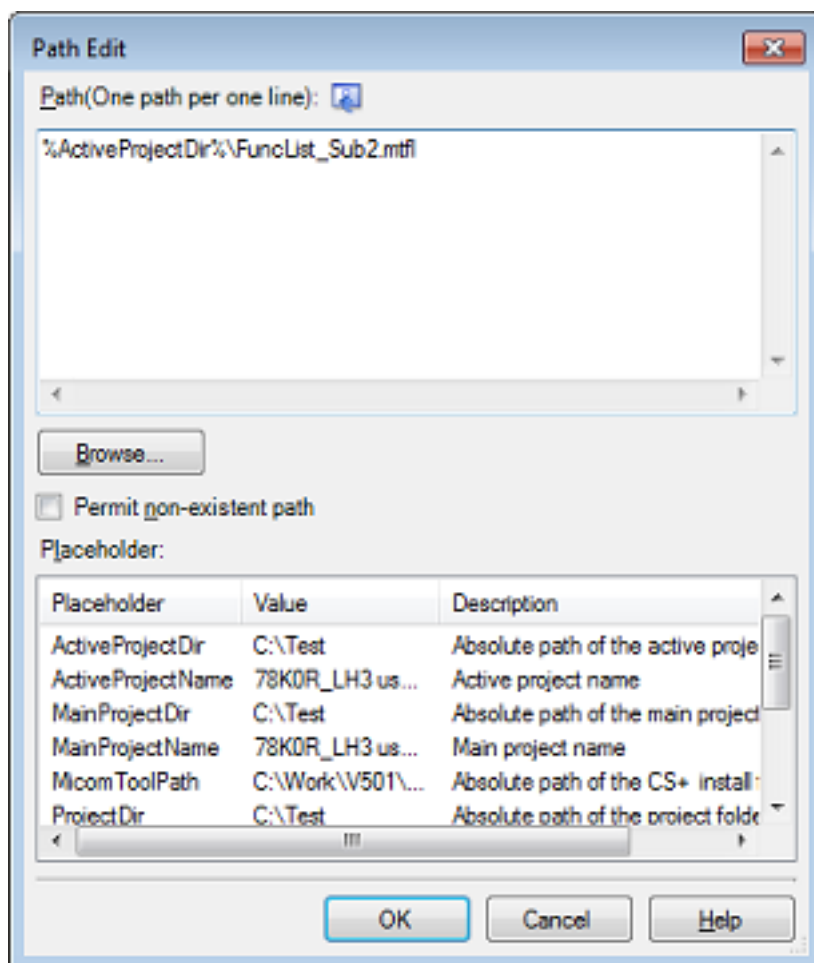 Path Edit
Path(One path per one line):
%ActiveProjectDir%\FuncList_Sub2.mtfl
Browse...
Permit non-existent path
Placeholder:
Placeholder Value Description
ActiveProjectDir C:\Test Absolute path of the active proje
ActiveProjectName 78K0R_LH3 us... Active project name
MainProjectDir C:\Test Absolute path of the main project
MainProjectName 78K0R_LH3 us... Main project name
MicomToolPath C:\Work\V501\... Absolute path of the CS+ install
ProjectDir C:\Test Absolute path of the project folde
OK Cancel Help